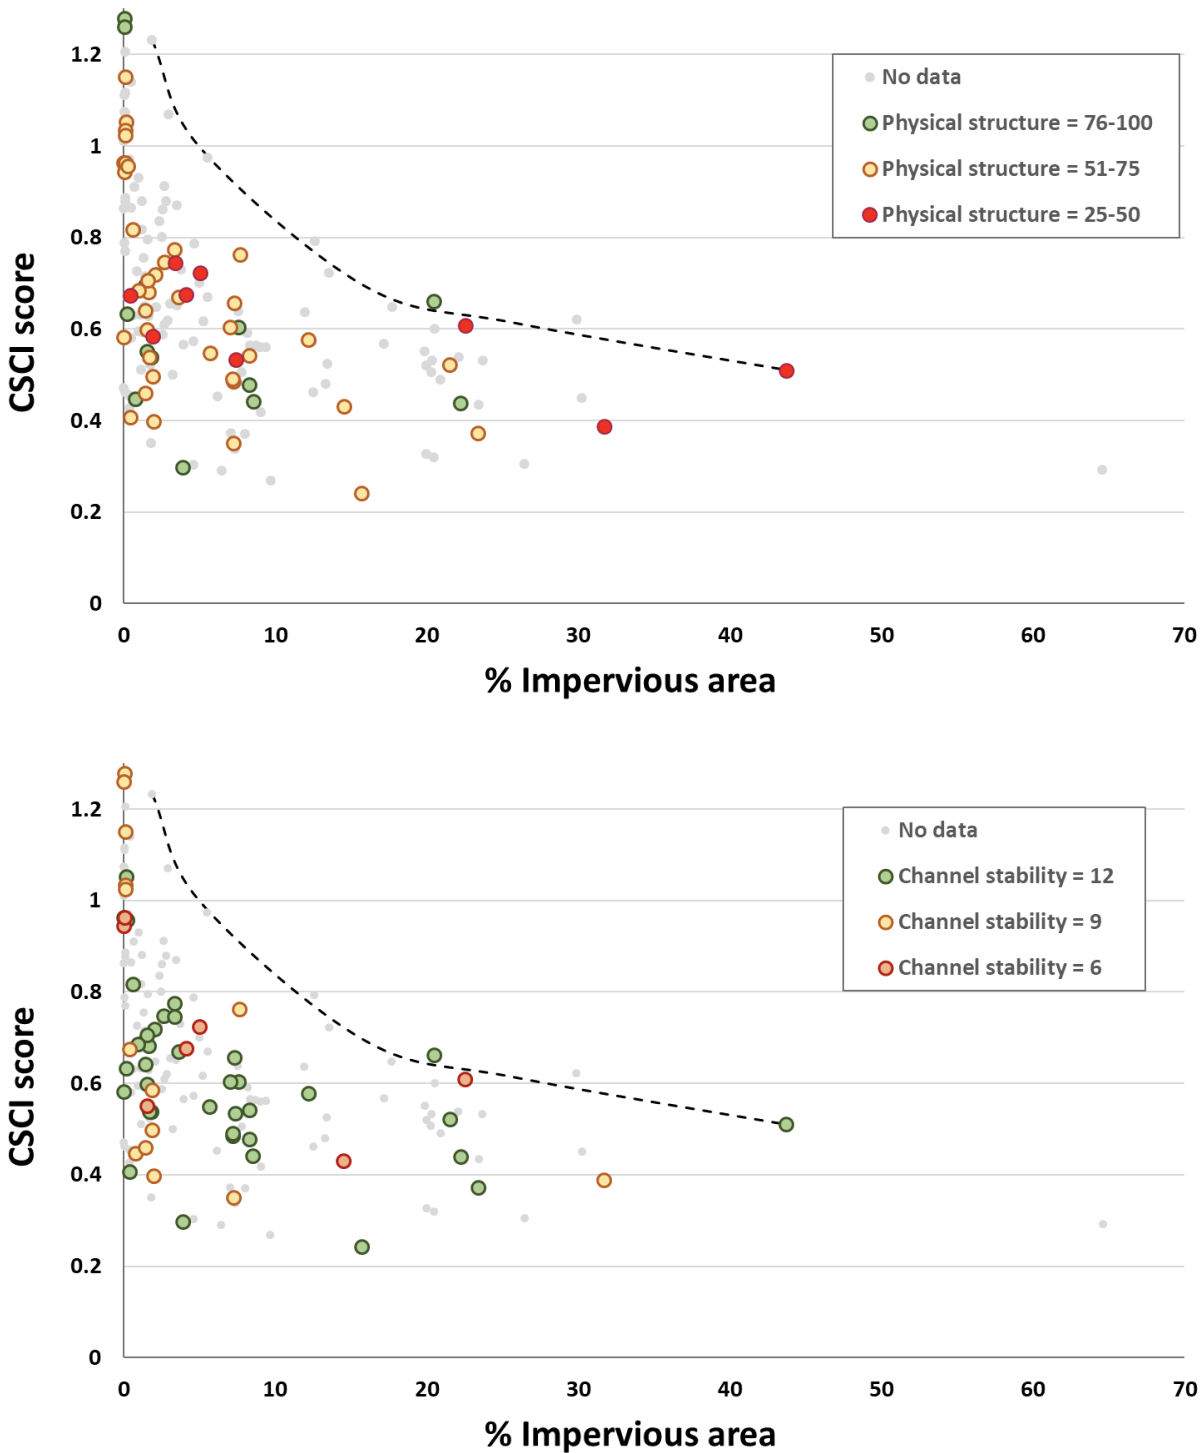 1.2
1
0.8
0.6
0.4
0.2
0
CSCI score
No data
Physical structure = 76-100
Physical structure = 51-75
Physical structure = 25-50
0 10 20 30 40 50 60 70
% Impervious area
1.2
1
0.8
0.6
0.4
0.2
0
CSCI score
No data
Channel stability = 12
Channel stability = 9
Channel stability = 6
0 10 20 30 40 50 60 70
% Impervious area